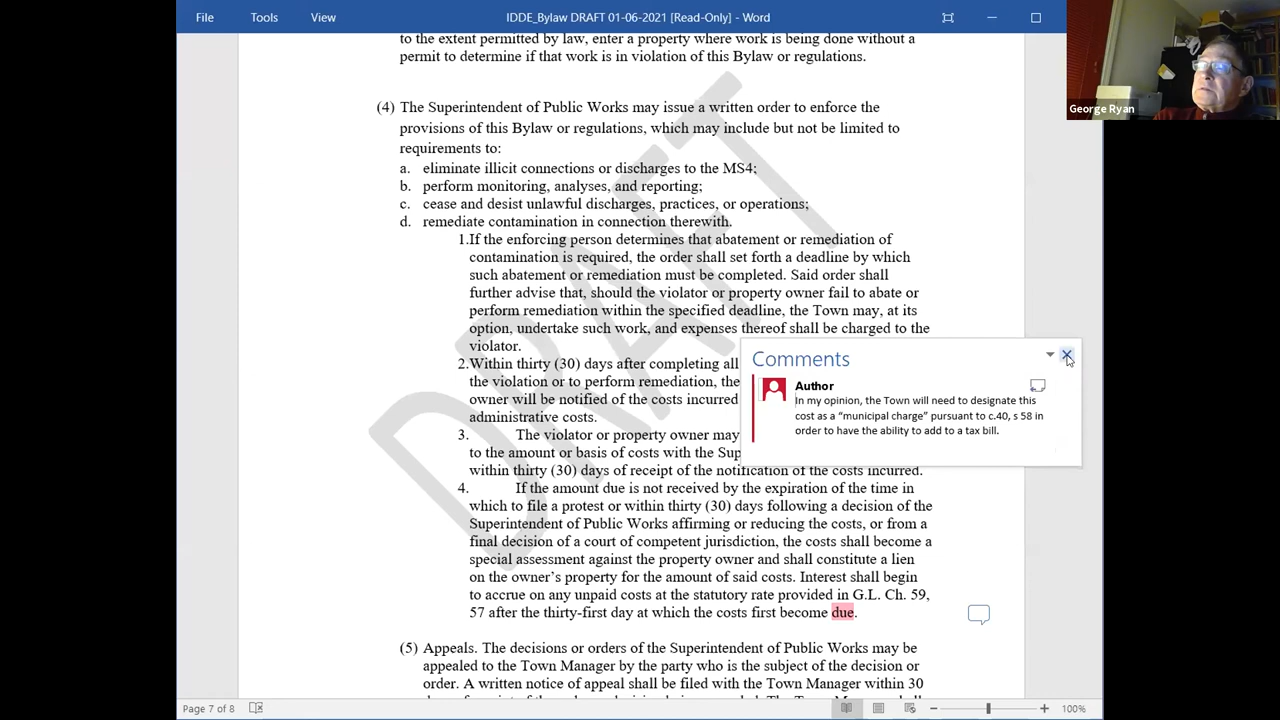 File Tools View IDDE_Bylaw DRAFT 01-06-2021 [Read-Only] - Word
George Ryan
to the extent permitted by law, enter a property where work is being done without a
permit to determine if that work is in violation of this Bylaw or regulations.
(4) The Superintendent of Public Works may issue a written order to enforce the
provisions of this Bylaw or regulations, which may include but not be limited to
requirements to:
a. eliminate illicit connections or discharges to the MS4;
b. perform monitoring, analyses, and reporting;
c. cease and desist unlawful discharges, practices, or operations;
d. remediate contamination in connection therewith.
1.If the enforcing person determines that abatement or remediation of
contamination is required, the order shall set forth a deadline by which
such abatement or remediation must be completed. Said order shall
further advise that, should the violator or property owner fail to abate or
perform remediation within the specified deadline, the Town may, at its
option, undertake such work, and expenses thereof shall be charged to the
violator.
2.Within thirty (30) days after completing all
the violation or to perform remediation, the
owner will be notified of the costs incurred
administrative costs.
3. The violator or property owner may
to the amount or basis of costs with the Sup
within thirty (30) days of receipt of the notification of the costs incurred.
4. If the amount due is not received by the expiration of the time in
which to file a protest or within thirty (30) days following a decision of the
Superintendent of Public Works affirming or reducing the costs, or from a
final decision of a court of competent jurisdiction, the costs shall become a
special assessment against the property owner and shall constitute a lien
on the owner's property for the amount of said costs. Interest shall begin
to accrue on any unpaid costs at the statutory rate provided in G.L. Ch. 59,
57 after the thirty-first day at which the costs first become due.
(5) Appeals. The decisions or orders of the Superintendent of Public Works may be
appealed to the Town Manager by the party who is the subject of the decision or
order. A written notice of appeal shall be filed with the Town Manager within 30
DRAFT
Comments
Author
In my opinion, the Town will need to designate this
cost as a “municipal charge” pursuant to c.40, s 58 in
order to have the ability to add to a tax bill.
Page 7 of 8
100%